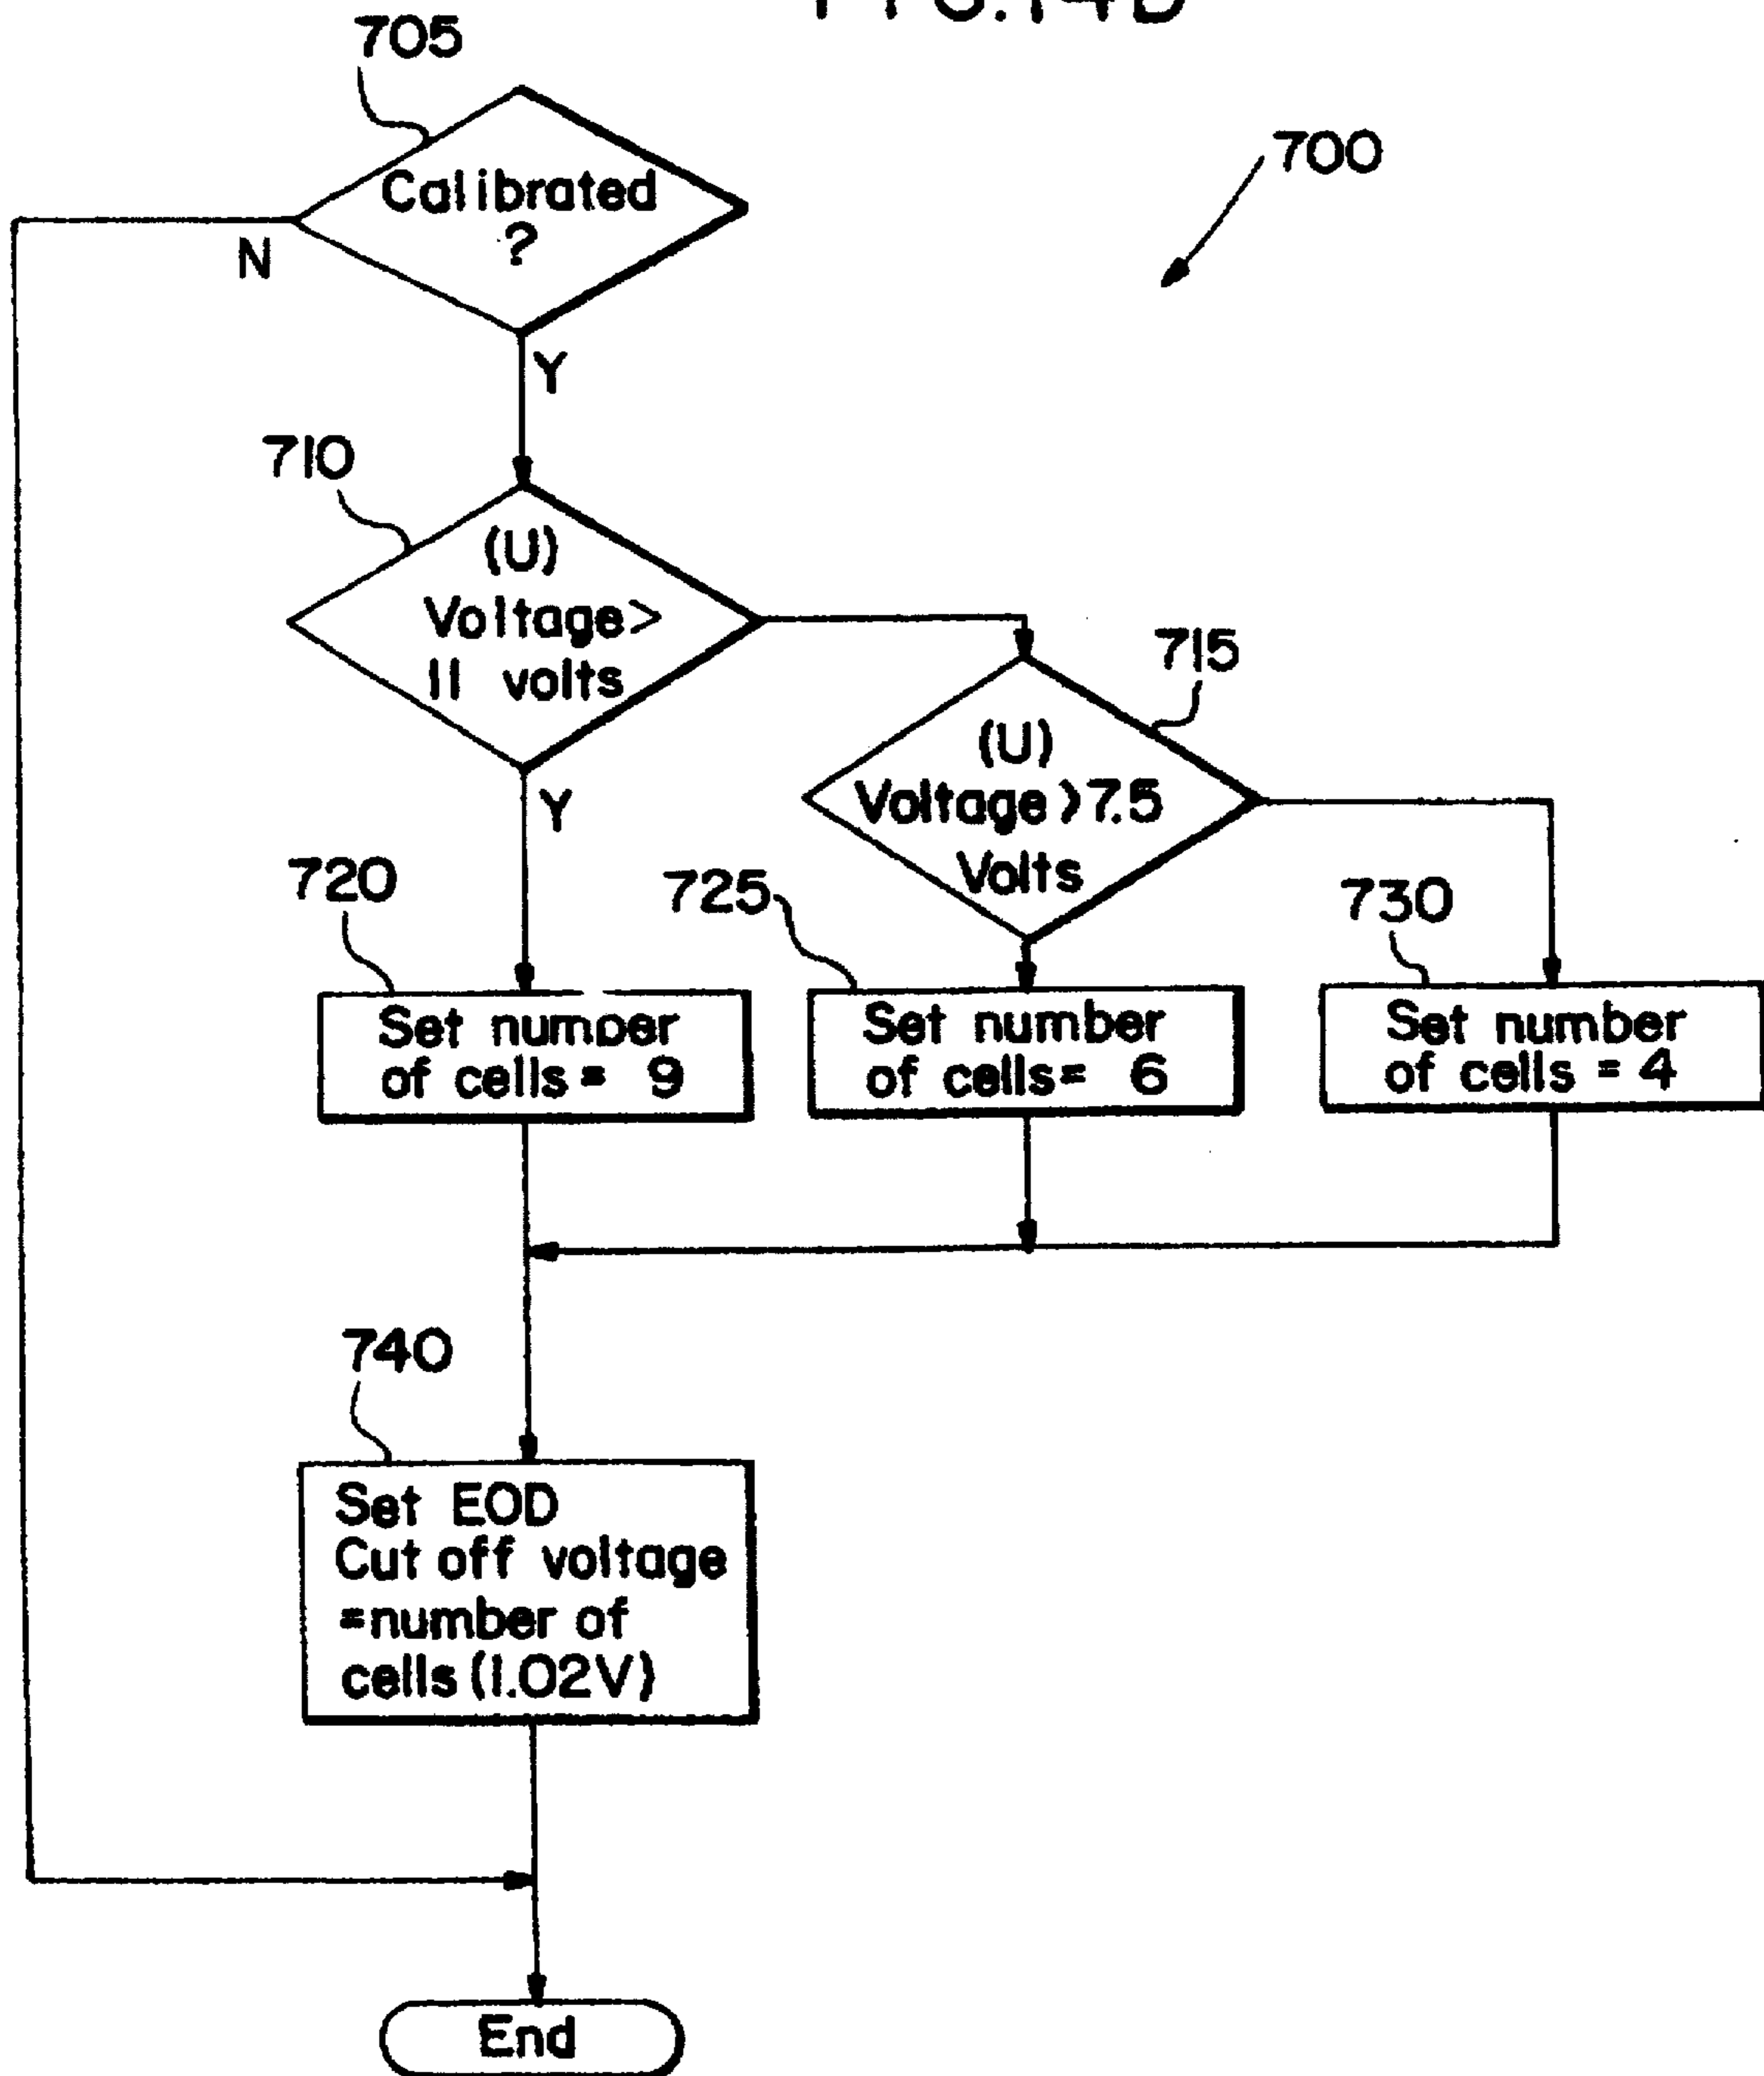 705
Calibrated
?
700
N
Y
710
(U)
Voltage>
11 volts
715
(U)
Voltage>7.5
Volts
Y
720
725
730
Set number
of cells = 9
Set number
of cells= 6
Set number
of cells = 4
740
Set EOD
Cut off voltage
=number of
cells (1.02V)
End